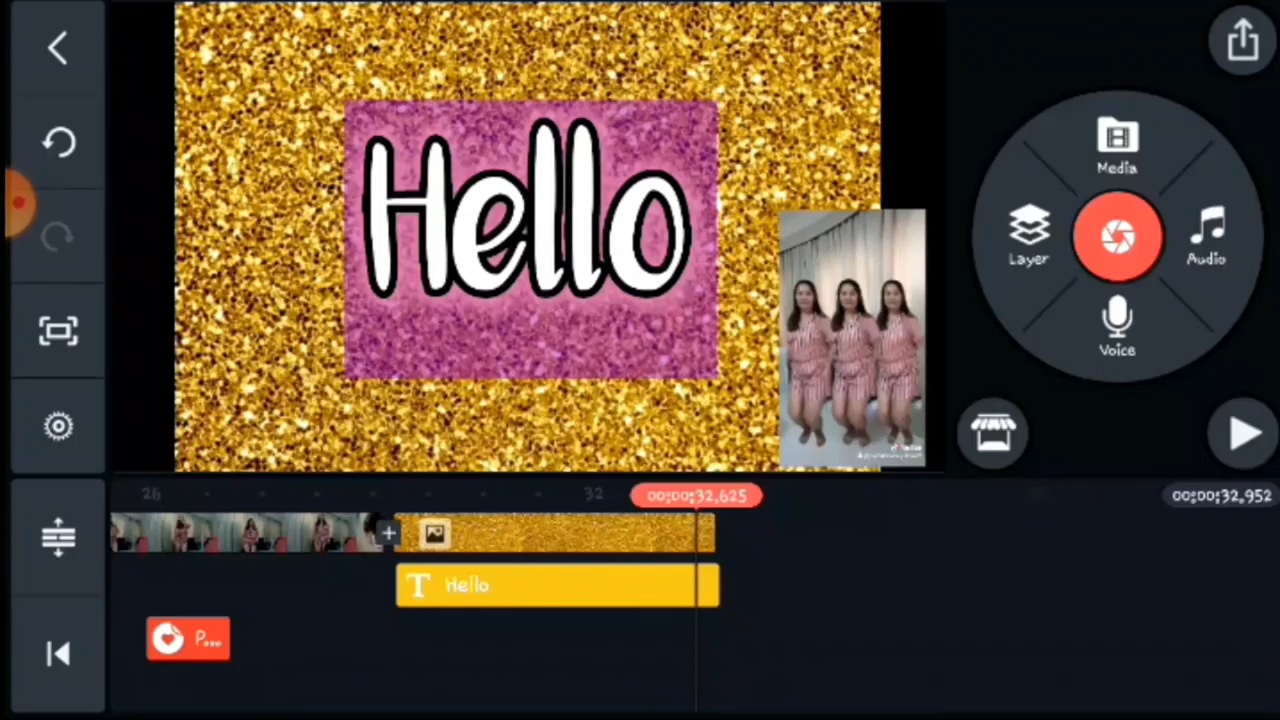 Hello
Media
Layer
Audio
Voice
26
32
00:00:32,625
00:00:32,952
T Hello
P...